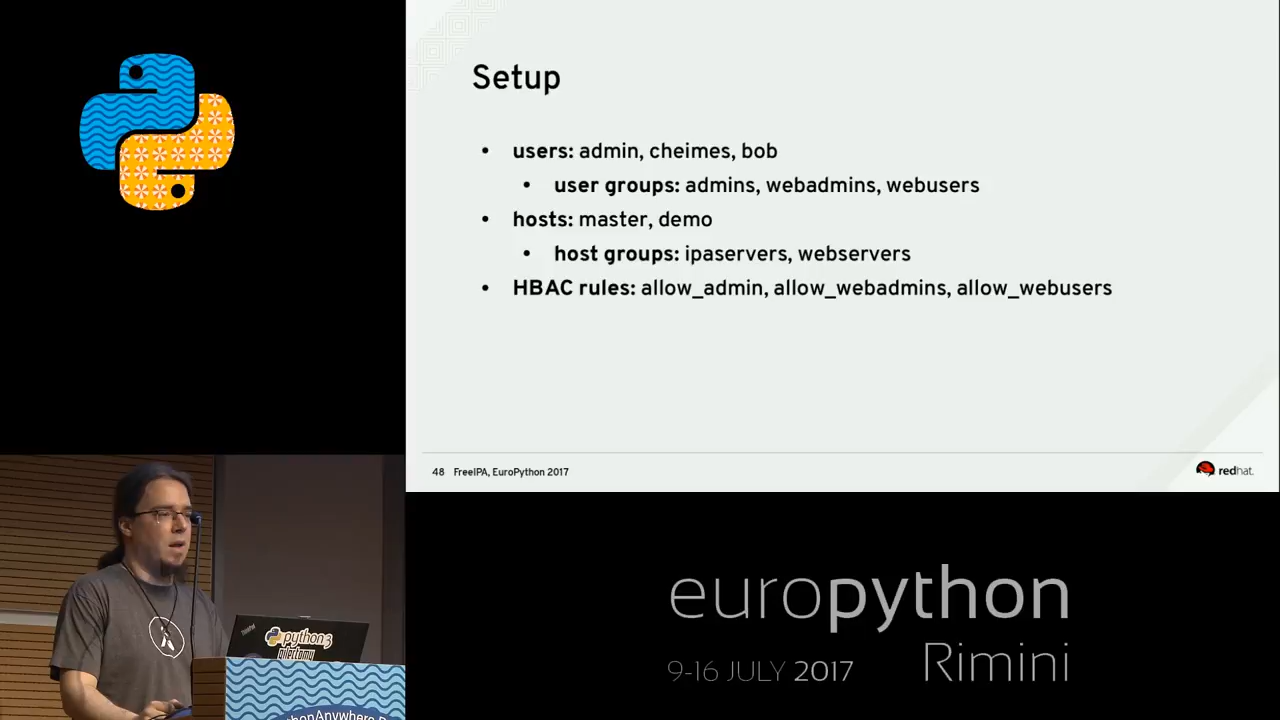 Setup
• users: admin, cheimes, bob
• user groups: admins, webadmins, webusers
• hosts: master, demo
• host groups: ipaservers, webservers
• HBAC rules: allow_admin, allow_webadmins, allow_webusers
48 FreeIPA, EuroPython 2017
redhat.
ThinkPad
python3
europython
Rimini
9-16 JULY 2017